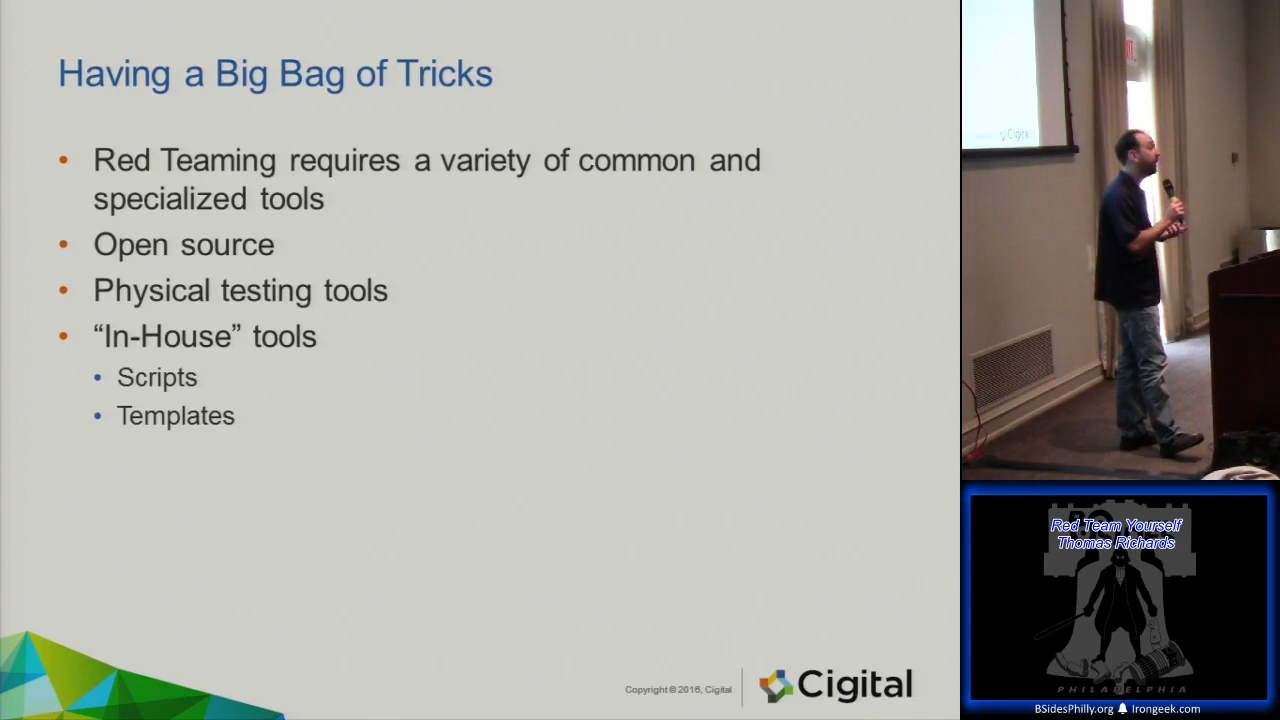 Having a Big Bag of Tricks
• Red Teaming requires a variety of common and
specialized tools
• Open source
• Physical testing tools
• “In-House” tools
• Scripts
• Templates
Copyright © 2016, Cigital
Cigital
Cigital
Red Team Yourself
Thomas Richards
PHILADELPHIA
BSidesPhilly.org
Irongeek.com